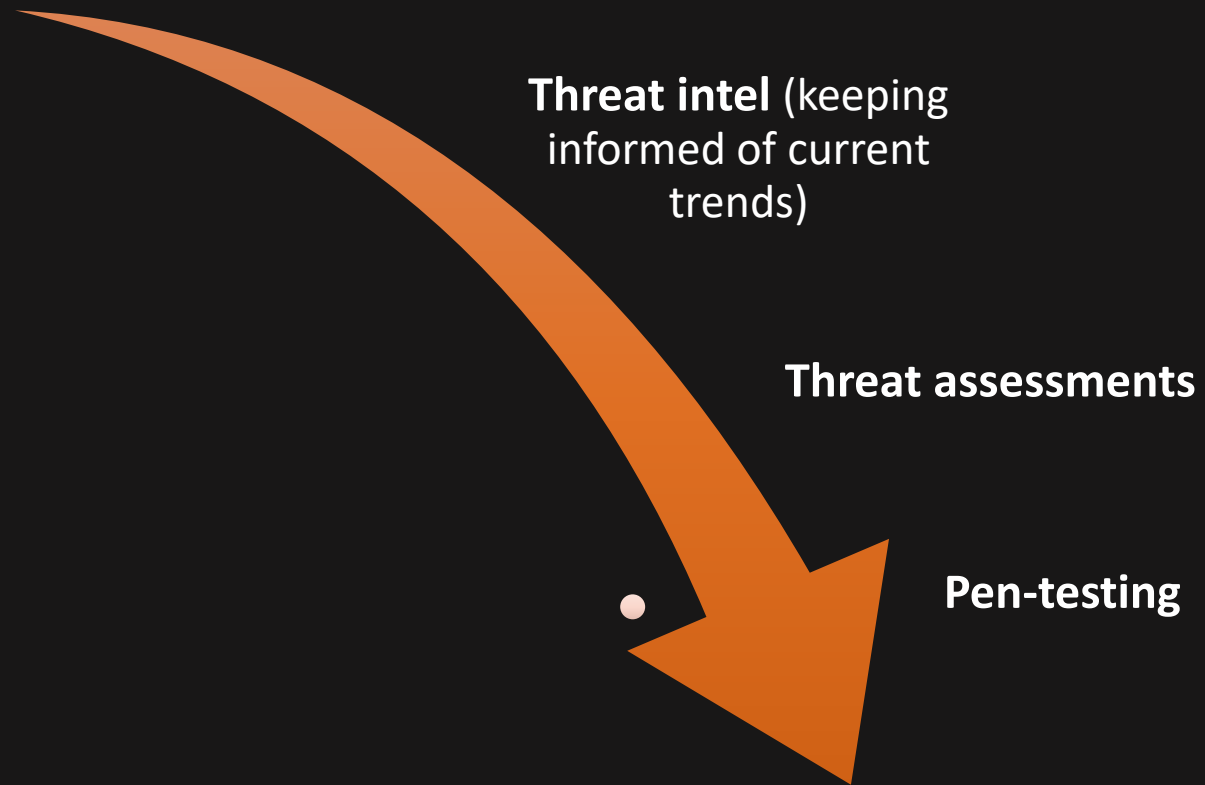 Threat intel (keeping
informed of current
trends)
Threat assessments
Pen-testing